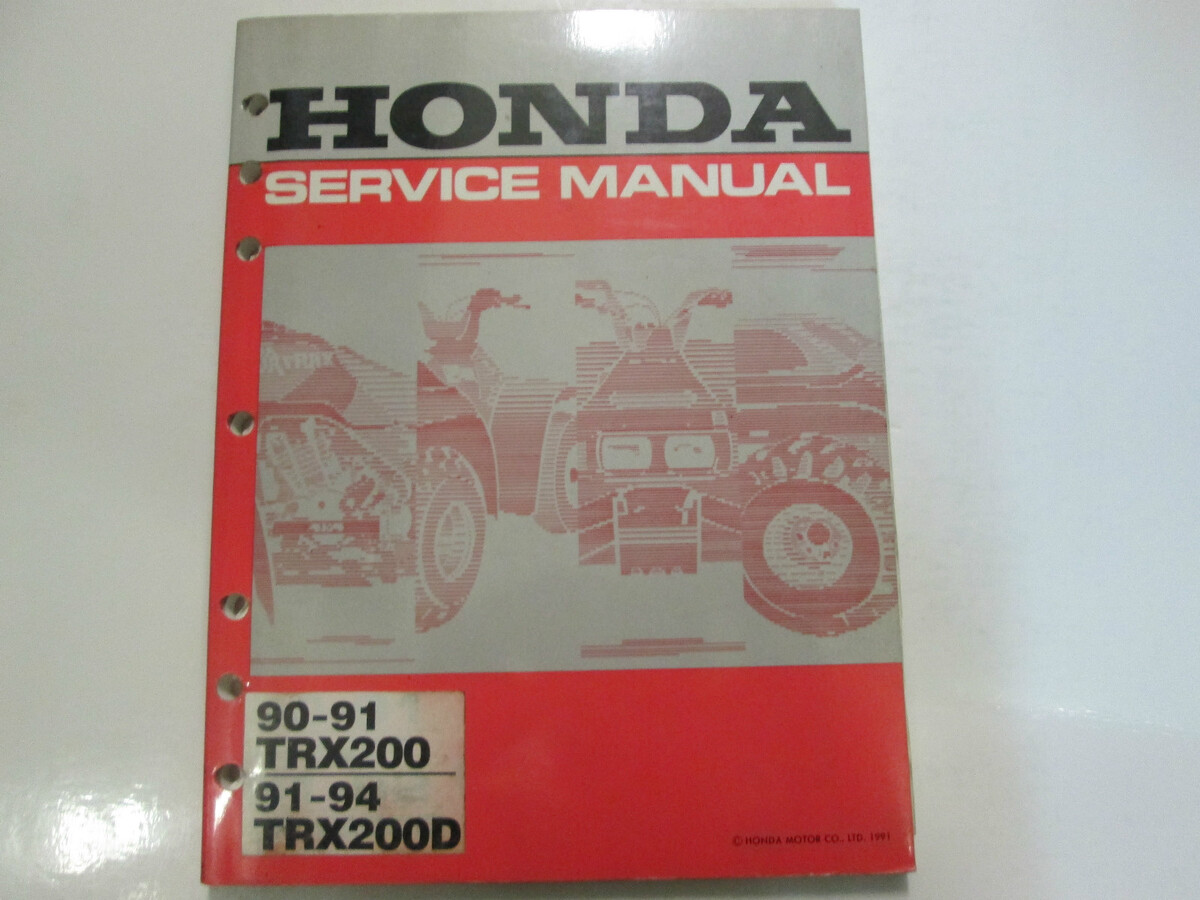 HONDA
SERVICE MANUAL
90-91
TRX200
91-94
TRX200D
© HONDA MOTOR CO., LTD. 1991